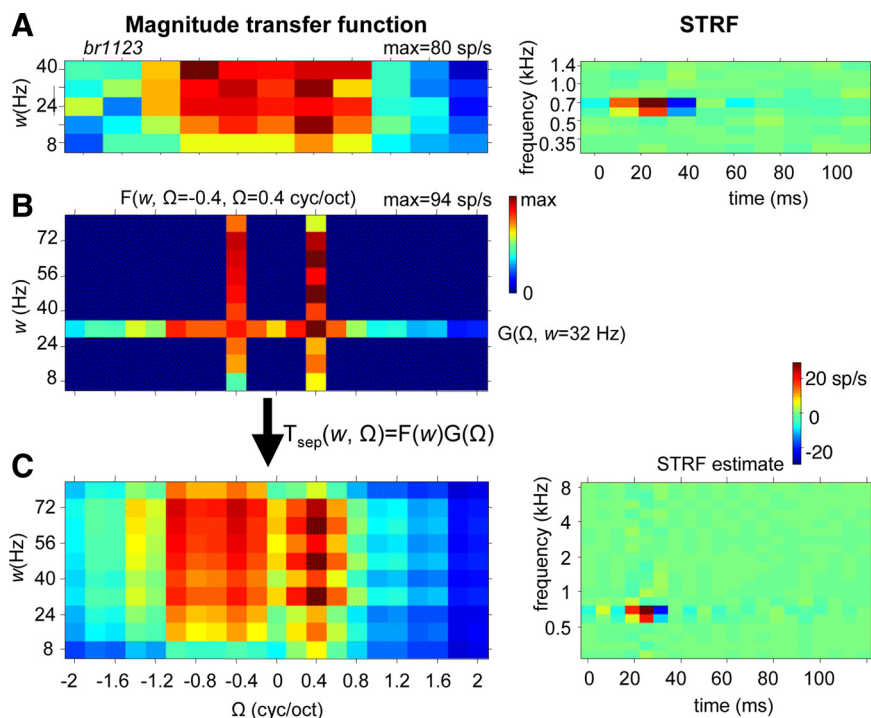 A
Magnitude transfer function
STRF
br1123
max=80 sp/s
w(Hz)
40
24
8
frequency (kHz)
1.4
1.0
0.7
0.5
0.35
0 20 40 60 80 100
time (ms)
B
F(w, Ω=-0.4, Ω=0.4 cyc/oct)
max=94 sp/s
w (Hz)
72
56
40
24
8
max
0
G(Ω, w=32 Hz)
Tsep(w, Ω)=F(w)G(Ω)
20 sp/s
0
-20
C
w(Hz)
72
56
40
24
8
-2 -1.6 -1.2 -0.8 -0.4 0 0.4 0.8 1.2 1.6 2
Ω (cyc/oct)
STRF estimate
frequency (kHz)
8
4
2
1
0.5
0 20 40 60 80 100
time (ms)